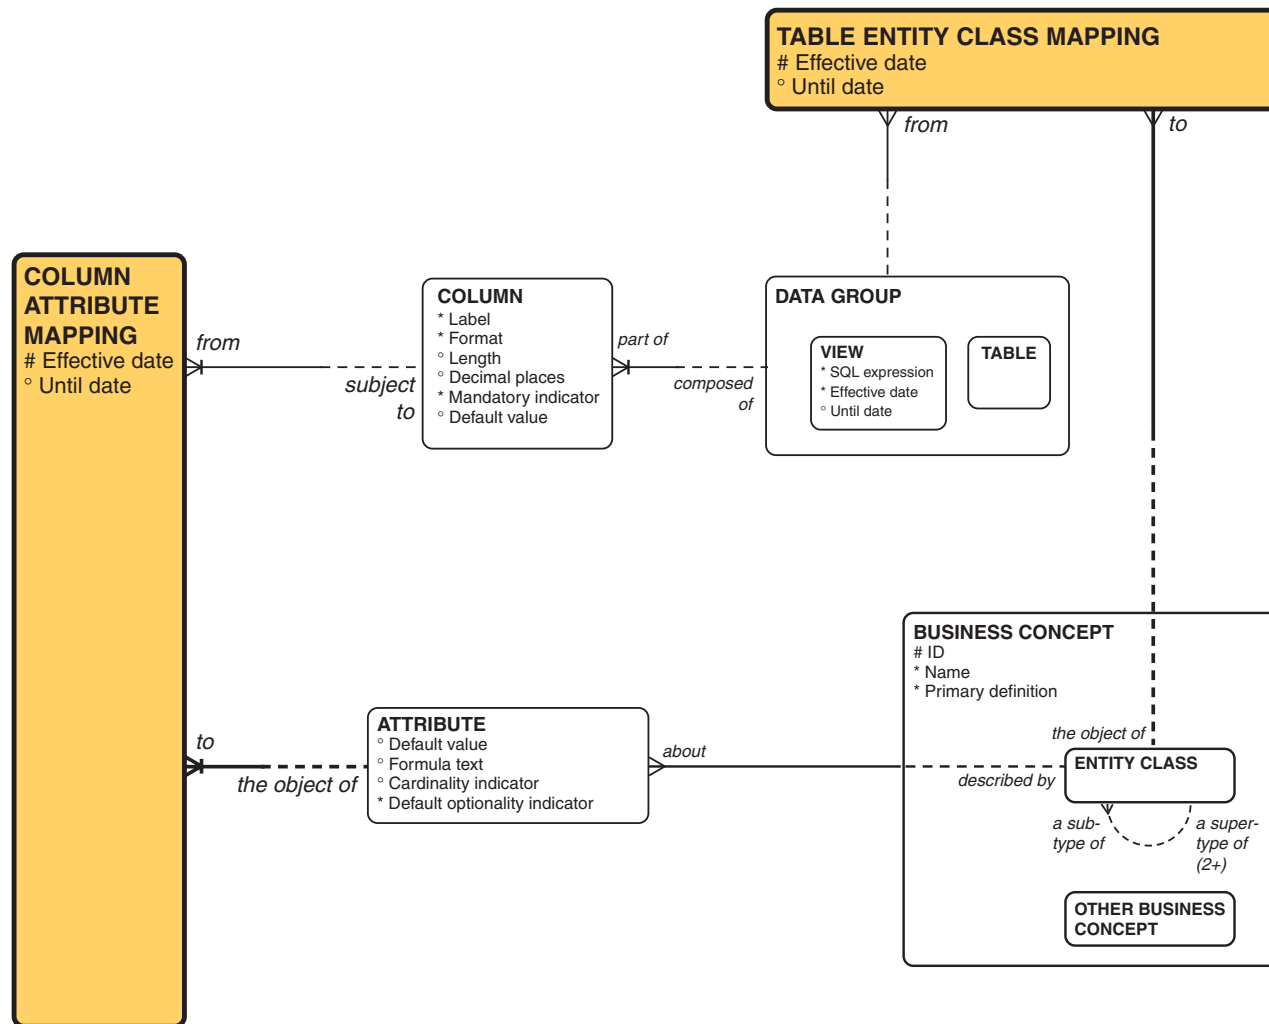 TABLE ENTITY CLASS MAPPING
# Effective date
° Until date
from
to
COLUMN
ATTRIBUTE
MAPPING
# Effective date
° Until date
from
subject
to
COLUMN
* Label
* Format
° Length
° Decimal places
* Mandatory indicator
° Default value
part of
composed
of
DATA GROUP
VIEW
* SQL expression
* Effective date
° Until date
TABLE
BUSINESS CONCEPT
# ID
* Name
* Primary definition
to
the object of
ATTRIBUTE
° Default value
° Formula text
° Cardinality indicator
* Default optionality indicator
about
the object of
described by
ENTITY CLASS
a sub-
type of
a super-
type of
(2+)
OTHER BUSINESS
CONCEPT